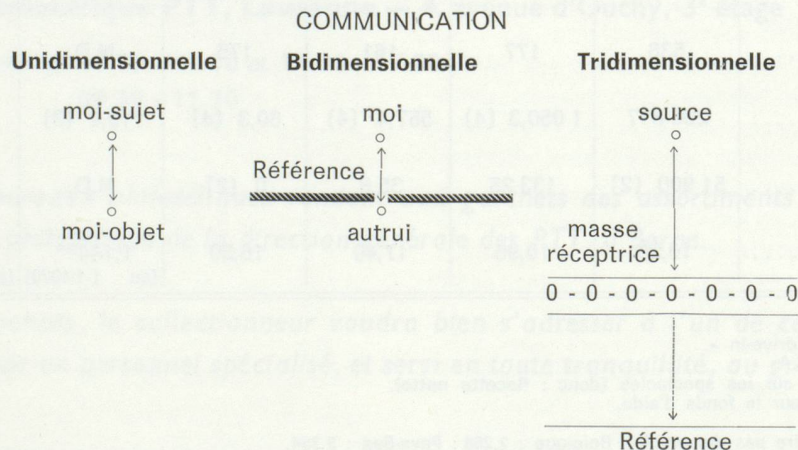 COMMUNICATION
Unidimensionnelle
moi-sujet
moi-objet
Bidimensionnelle
moi
Référence
autrui
Tridimensionnelle
source
masse
réceptrice
0 - 0 - 0 - 0 - 0 0 0
Référence